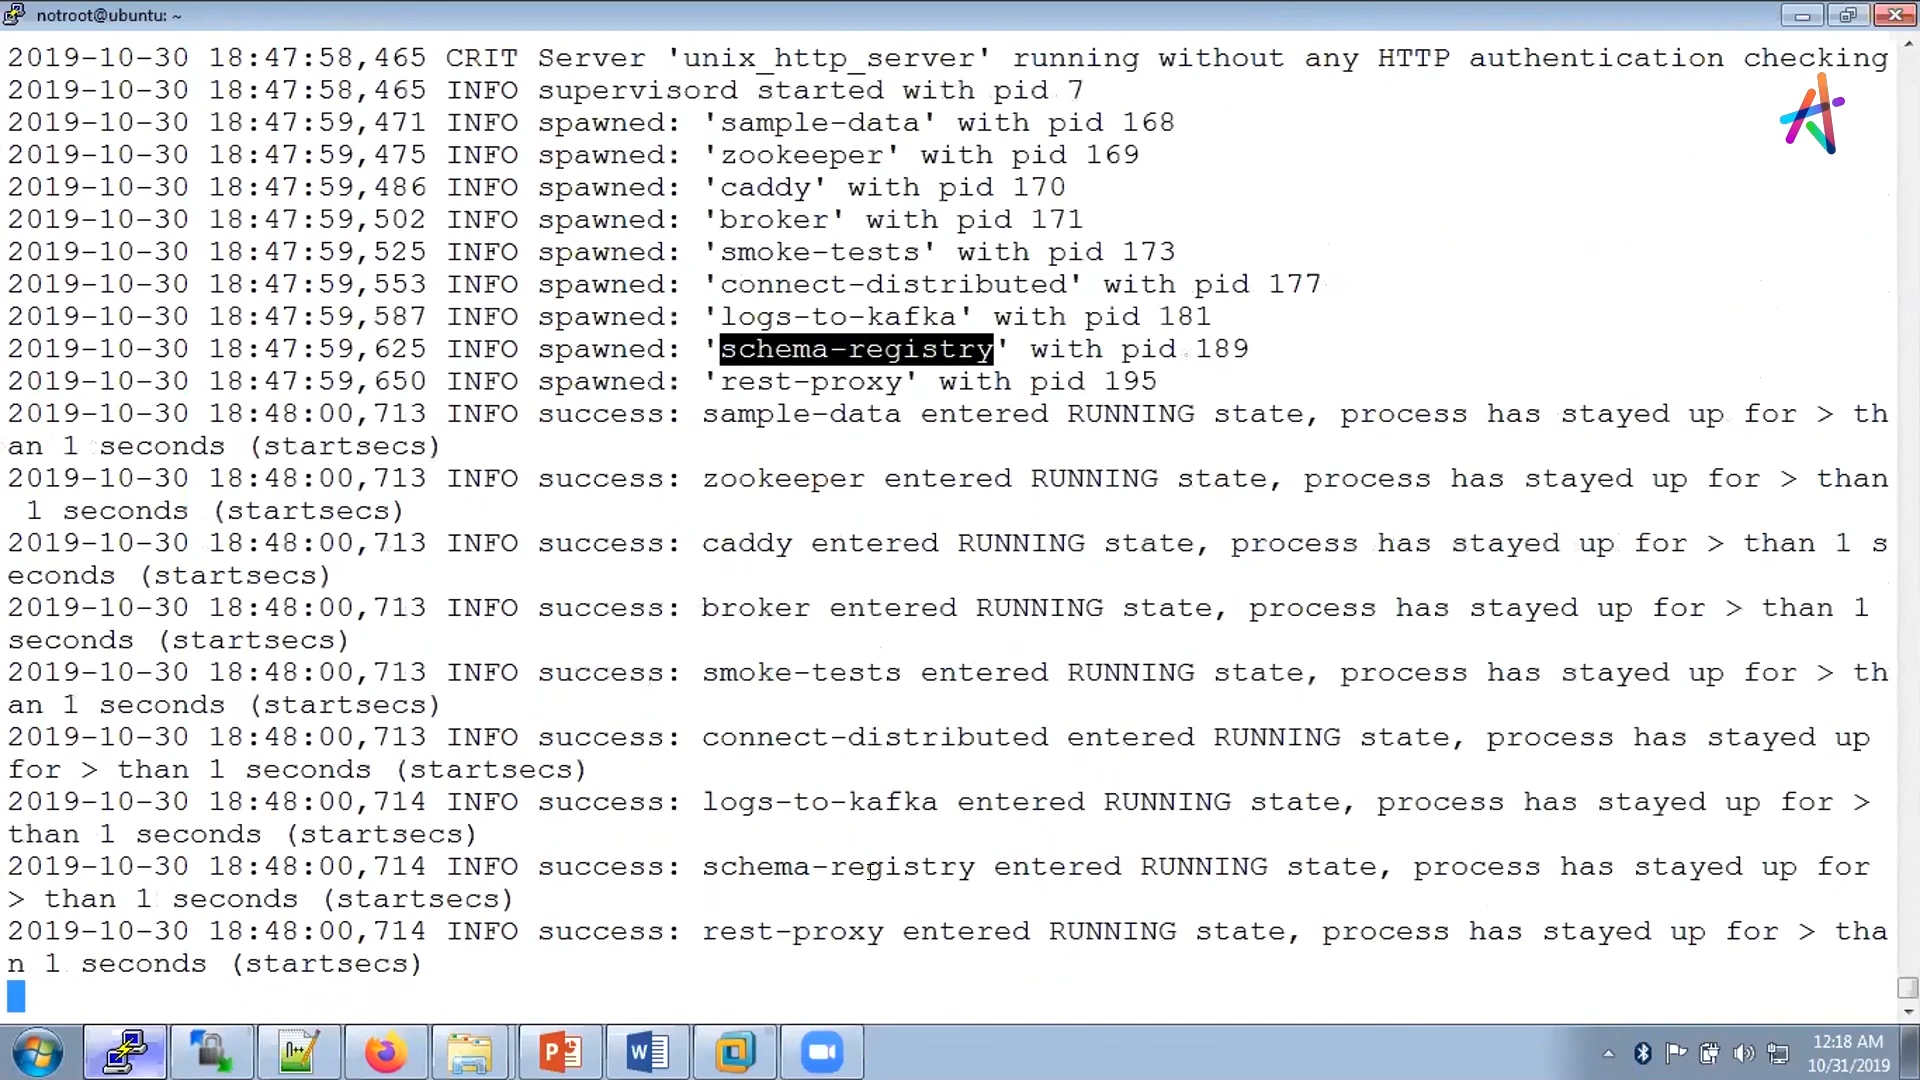 notroot@ubuntu: ~
2019-10-30 18:47:58,465 CRIT Server 'unix_http_server' running without any HTTP authentication checking
2019-10-30 18:47:58,465 INFO supervisord started with pid 7
2019-10-30 18:47:59,471 INFO spawned: 'sample-data' with pid 168
2019-10-30 18:47:59,475 INFO spawned: 'zookeeper' with pid 169
2019-10-30 18:47:59,486 INFO spawned: 'caddy' with pid 170
2019-10-30 18:47:59,502 INFO spawned: 'broker' with pid 171
2019-10-30 18:47:59,525 INFO spawned: 'smoke-tests' with pid 173
2019-10-30 18:47:59,553 INFO spawned: 'connect-distributed' with pid 177
2019-10-30 18:47:59,587 INFO spawned: 'logs-to-kafka' with pid 181
2019-10-30 18:47:59,625 INFO spawned: 'schema-registry' with pid 189
2019-10-30 18:47:59,650 INFO spawned: 'rest-proxy' with pid 195
2019-10-30 18:48:00,713 INFO success: sample-data entered RUNNING state, process has stayed up for > th
an 1 seconds (startsecs)
2019-10-30 18:48:00,713 INFO success: zookeeper entered RUNNING state, process has stayed up for > than
 1 seconds (startsecs)
2019-10-30 18:48:00,713 INFO success: caddy entered RUNNING state, process has stayed up for > than 1 s
econds (startsecs)
2019-10-30 18:48:00,713 INFO success: broker entered RUNNING state, process has stayed up for > than 1
seconds (startsecs)
2019-10-30 18:48:00,713 INFO success: smoke-tests entered RUNNING state, process has stayed up for > th
an 1 seconds (startsecs)
2019-10-30 18:48:00,713 INFO success: connect-distributed entered RUNNING state, process has stayed up
for > than 1 seconds (startsecs)
2019-10-30 18:48:00,714 INFO success: logs-to-kafka entered RUNNING state, process has stayed up for >
than 1 seconds (startsecs)
2019-10-30 18:48:00,714 INFO success: schema-registry entered RUNNING state, process has stayed up for
> than 1 seconds (startsecs)
2019-10-30 18:48:00,714 INFO success: rest-proxy entered RUNNING state, process has stayed up for > tha
n 1 seconds (startsecs)
12:18 AM
10/31/2019